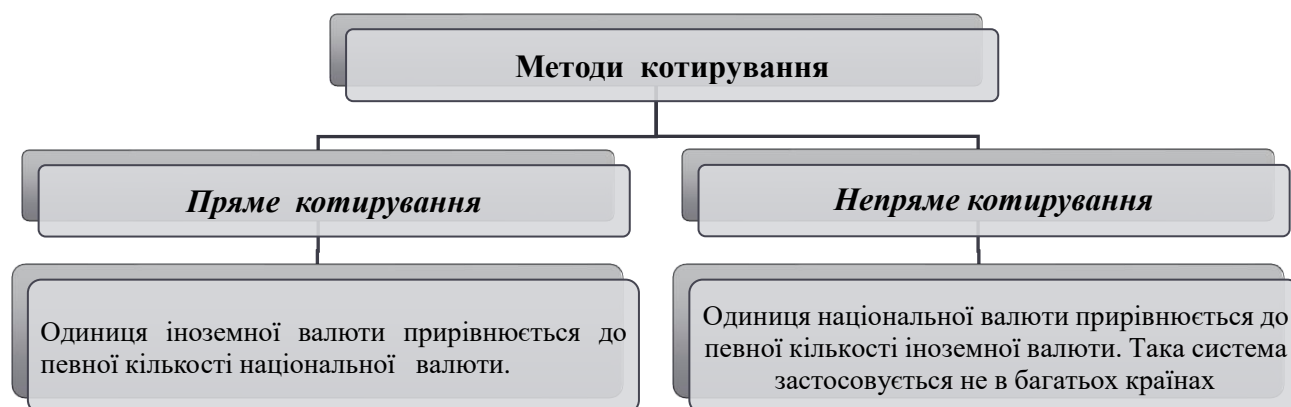 Методи котирування
Пряме котирування
Непряме котирування
Одиниця іноземної валюти прирівнюється до
певної кількості національної валюти.
Одиниця національної валюти прирівнюється до
певної кількості іноземної валюти. Така система
застосовується не в багатьох країнах